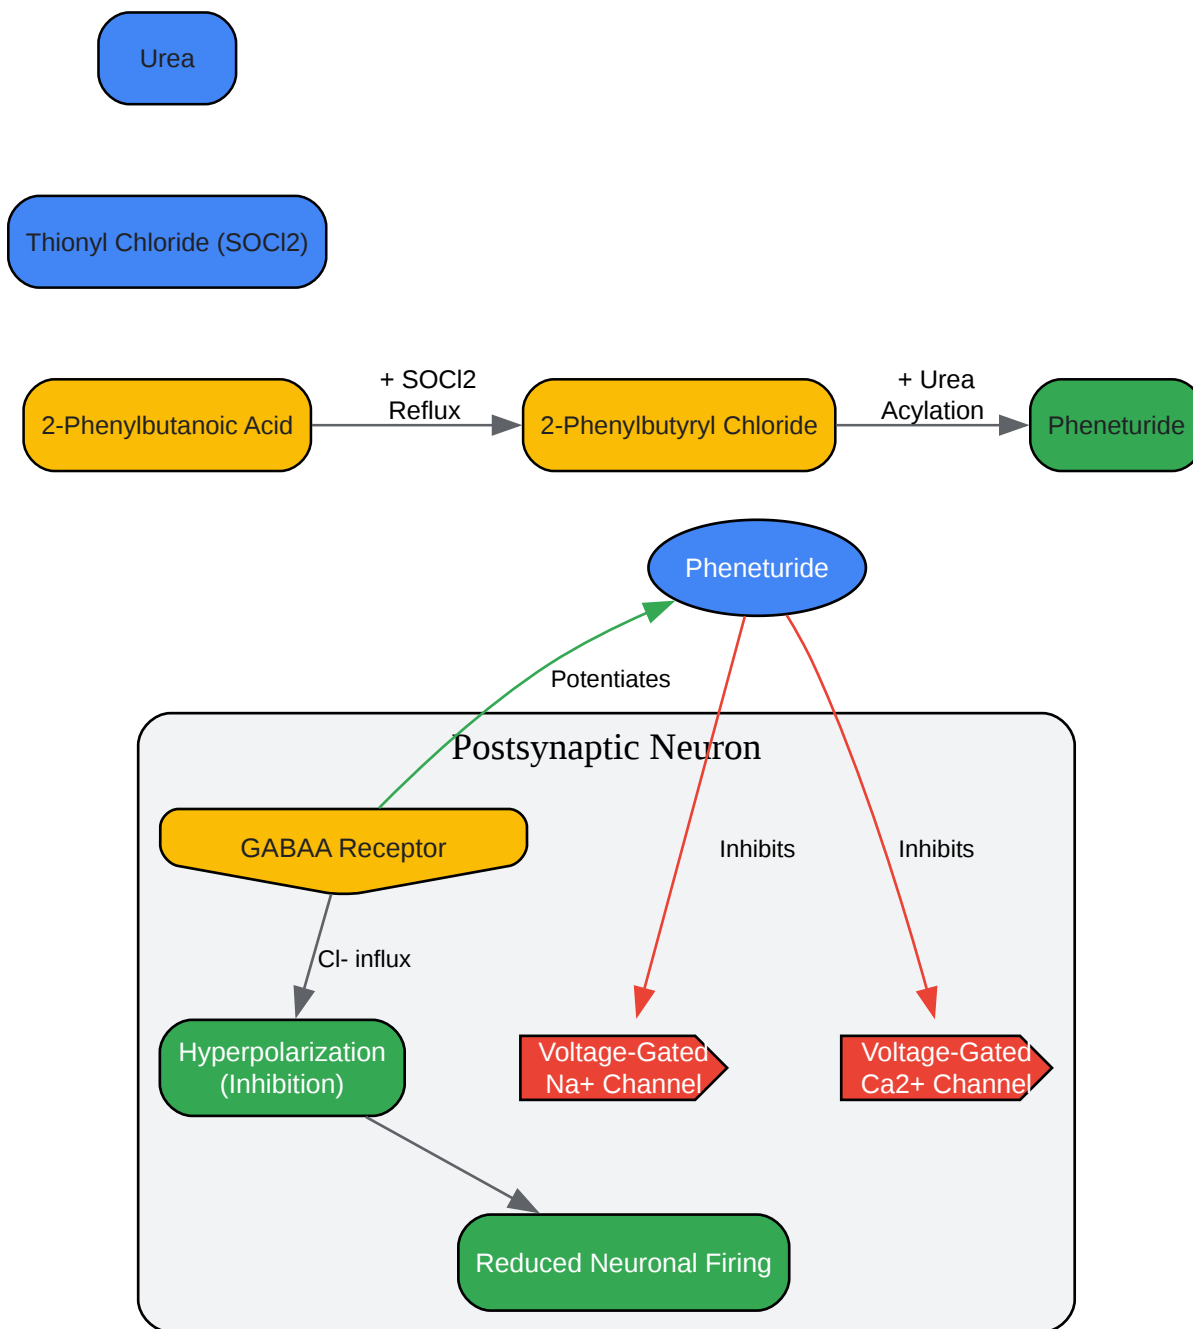 Urea
Thionyl Chloride (SOCl2)
+ SOCl2
Reflux
+ Urea
Acylation
2-Phenylbutanoic Acid
2-Phenylbutyryl Chloride
Pheneturide
Pheneturide
Potentiates
Postsynaptic Neuron
GABAA Receptor
Inhibits
Inhibits
Cl- influx
Hyperpolarization
(Inhibition)
Voltage-Gated
Na+ Channel
Voltage-Gated
Ca2+ Channel
Reduced Neuronal Firing